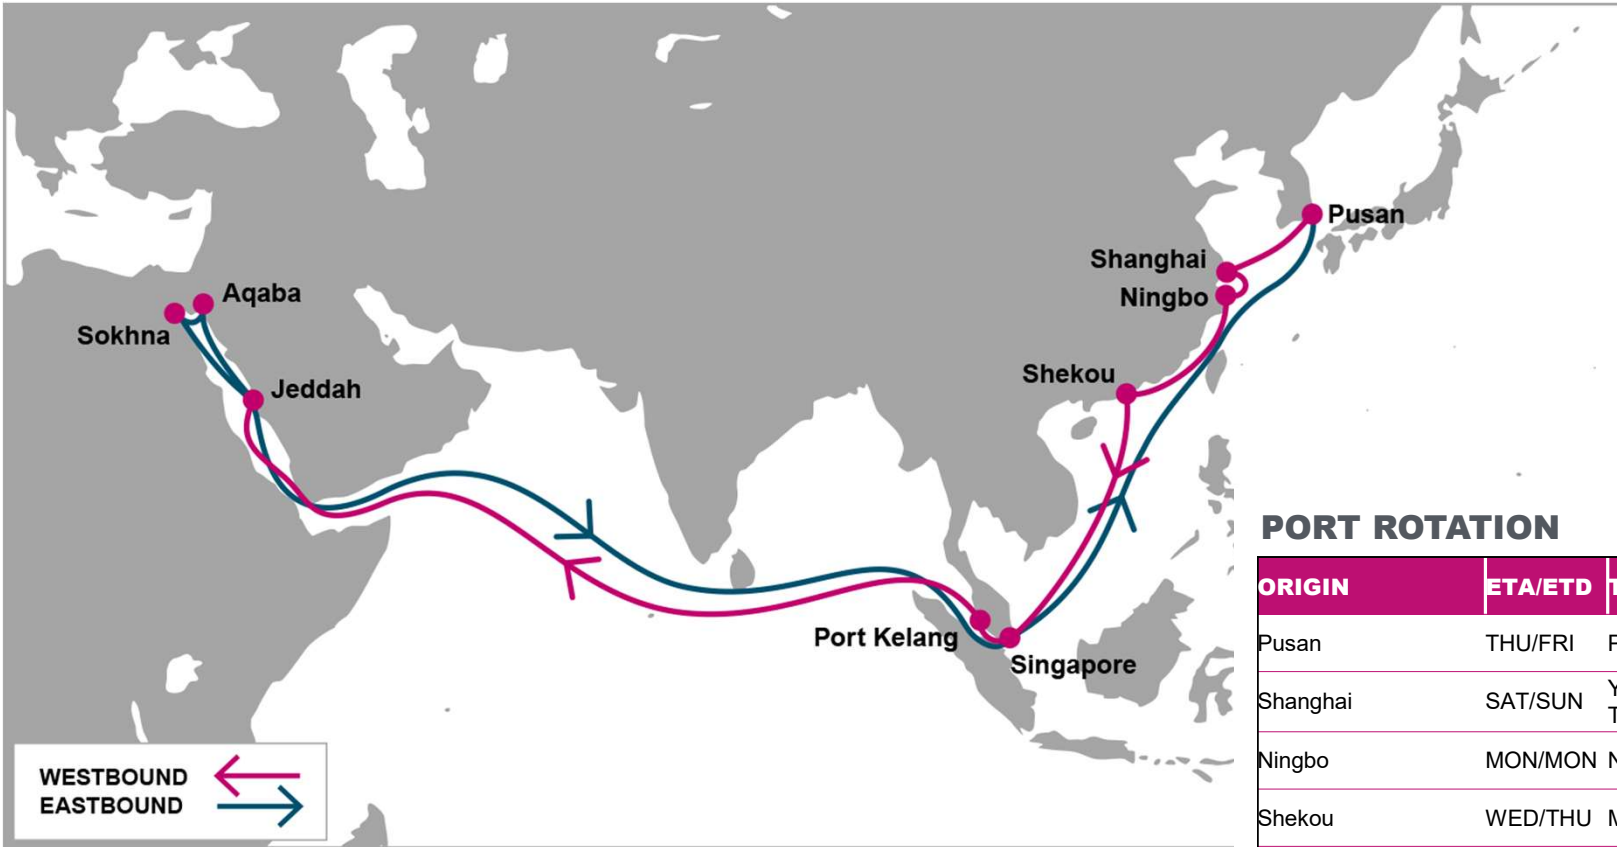 Pusan
Shanghai
Ningbo
Aqaba
Sokhna
Shekou
Jeddah
Port Kelang
Singapore
WESTBOUND
EASTBOUND
PORT ROTATION
ORIGIN ETA/ETD
Pusan THU/FRI
Shanghai SAT/SUN
Ningbo MON/MON
Shekou WED/THU